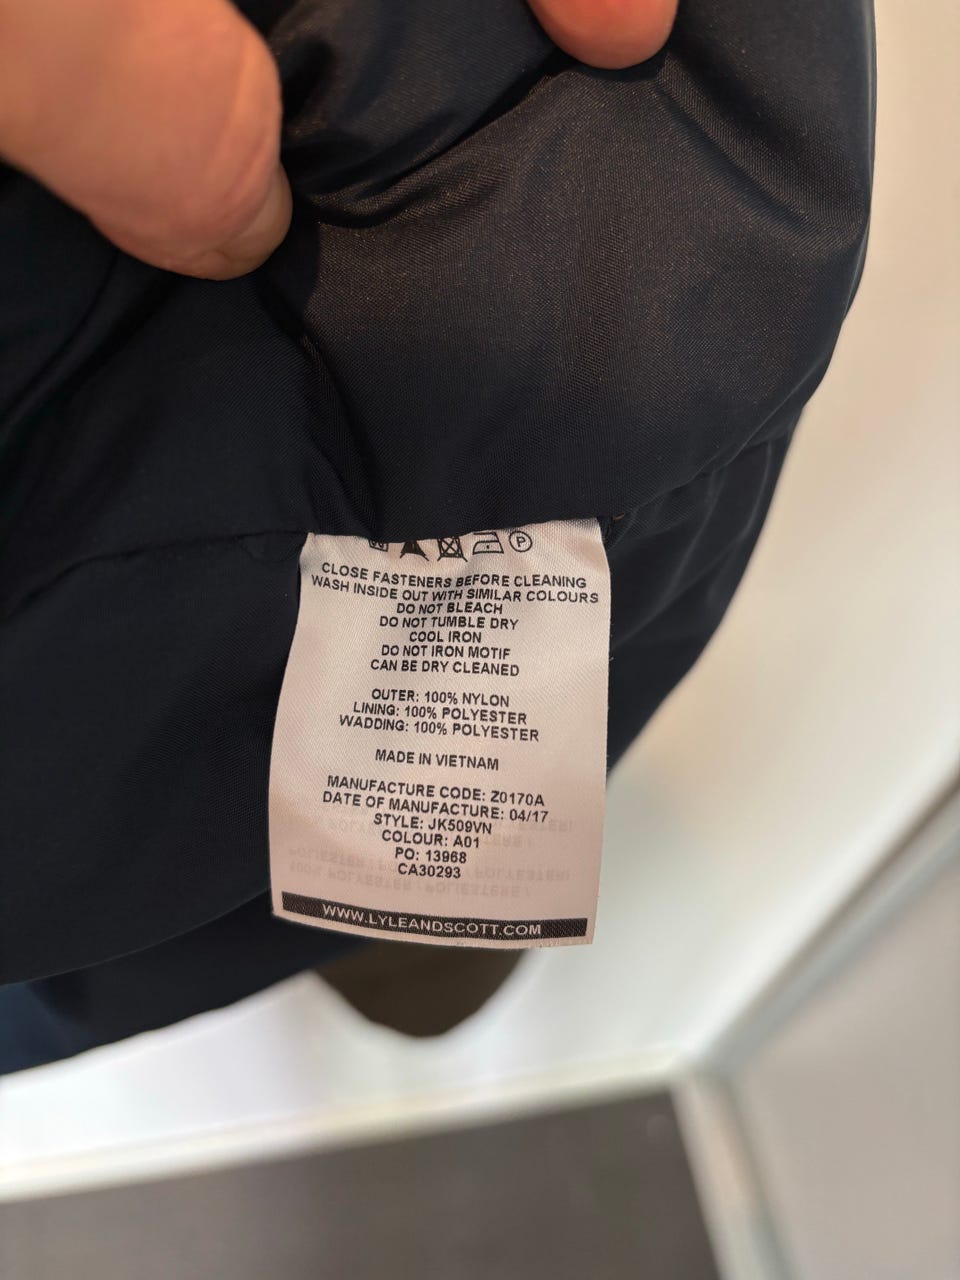 P
CLOSE FASTENERS BEFORE CLEANING
WASH INSIDE OUT WITH SIMILAR COLOURS
DO NOT BLEACH
DO NOT TUMBLE DRY
COOL IRON
DO NOT IRON MOTIF
CAN BE DRY CLEANED
OUTER: 100% NYLON
LINING: 100% POLYESTER
WADDING: 100% POLYESTER
MADE IN VIETNAM
MANUFACTURE CODE: Z0170A
DATE OF MANUFACTURE: 04/17
STYLE: JK509VN
COLOUR: A01
PO: 13968
CA30293
WWW.LYLEANDSCOTT.COM